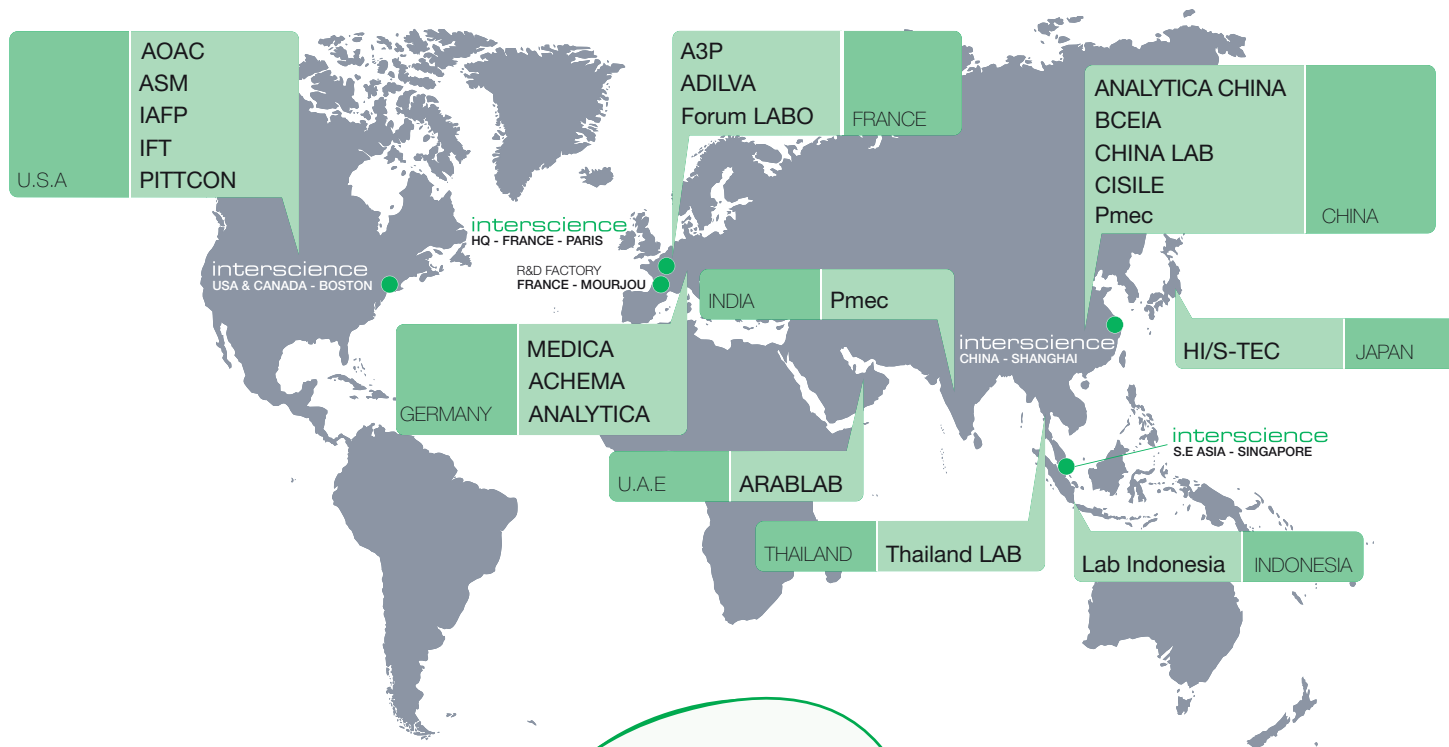 U.S.A
AOAC
ASM
IAFP
IFT
PITTCON
A3P
ADILVA
Forum LABO
FRANCE
ANALYTICA CHINA
BCEIA
CHINA LAB
CISILE
Pmec
CHINA
interscience
HQ - FRANCE - PARIS
interscience
USA & CANADA - BOSTON
R&D FACTORY
FRANCE - MOURJOU
INDIA
Pmec
interscience
CHINA - SHANGHAI
HI/S-TEC
JAPAN
GERMANY
MEDICA
ACHEMA
ANALYTICA
interscience
S.E ASIA - SINGAPORE
U.A.E
ARABLAB
THAILAND
Thailand LAB
Lab Indonesia
INDONESIA